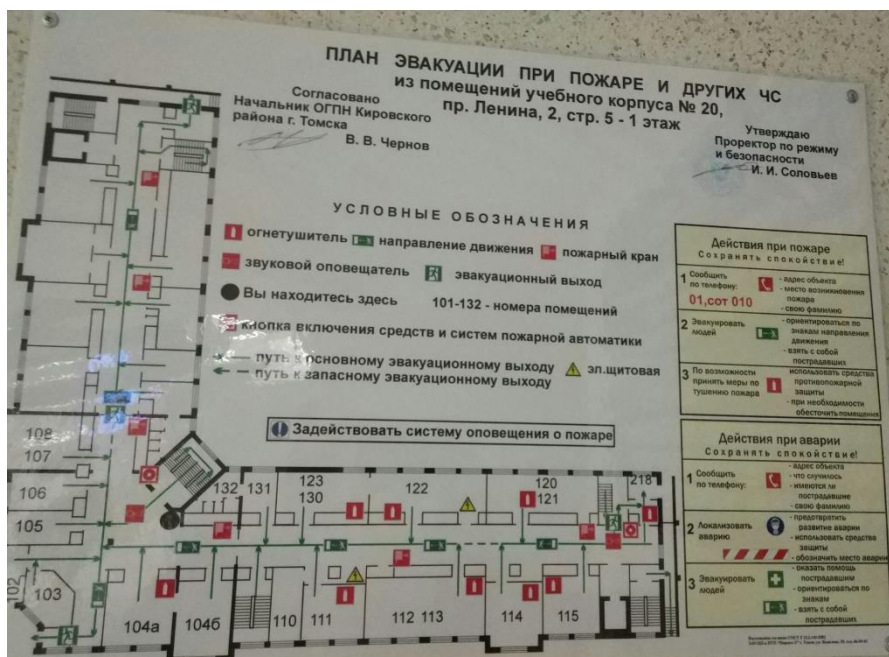 ПЛАН ЭВАКУАЦИИ ПРИ ПОЖАРЕ И ДРУГИХ ЧС
из помещений учебного корпуса № 20,
пр. Ленина, 2, стр. 5 - 1 этаж
Согласовано
Начальник ОГПН Кировского
района г. Томска
В. В. Чернов
Утверждаю
Проректор по режиму
и безопасности
И. И. Соловьев
УСЛОВНЫЕ ОБОЗНАЧЕНИЯ
огнетушитель направление движения пожарный кран
звуковой оповещатель эвакуационный выход
Вы находитесь здесь 101-132 - номера помещений
кнопка включения средств и систем пожарной автоматики
путь к основному эвакуационному выходу эл.щитовая
путь к запасному эвакуационному выходу
Задействовать систему оповещения о пожаре
Действия при пожаре
Сохранять спокойствие!
1 Сообщить
по телефону:
01,сот 010
- адрес объекта
- место возникновения
пожара
- свою фамилию
2 Эвакуировать
людей
- ориентироваться по
знакам направления
движения
- взять с собой
пострадавших
3 По возможности
принять меры по
тушению пожара
использовать средства
противопожарной
защиты
- при необходимости
обесточить помещения
Действия при аварии
Сохранять спокойствие!
1 Сообщить
по телефону:
- адрес объекта
- что случилось
- имеются ли
пострадавшие
- свою фамилию
2 Локализовать
аварию
- предотвратить
развитие аварии
- использовать средства
защиты
- обозначить место аварии
3 Эвакуировать
людей
- оказать помощь
пострадавшим
- ориентироваться по
знакам
- взять с собой
пострадавших
108
107
106
105
102
103
104а
104б
110
111
112 113
114
115
132
131
123
130
122
120
121
218